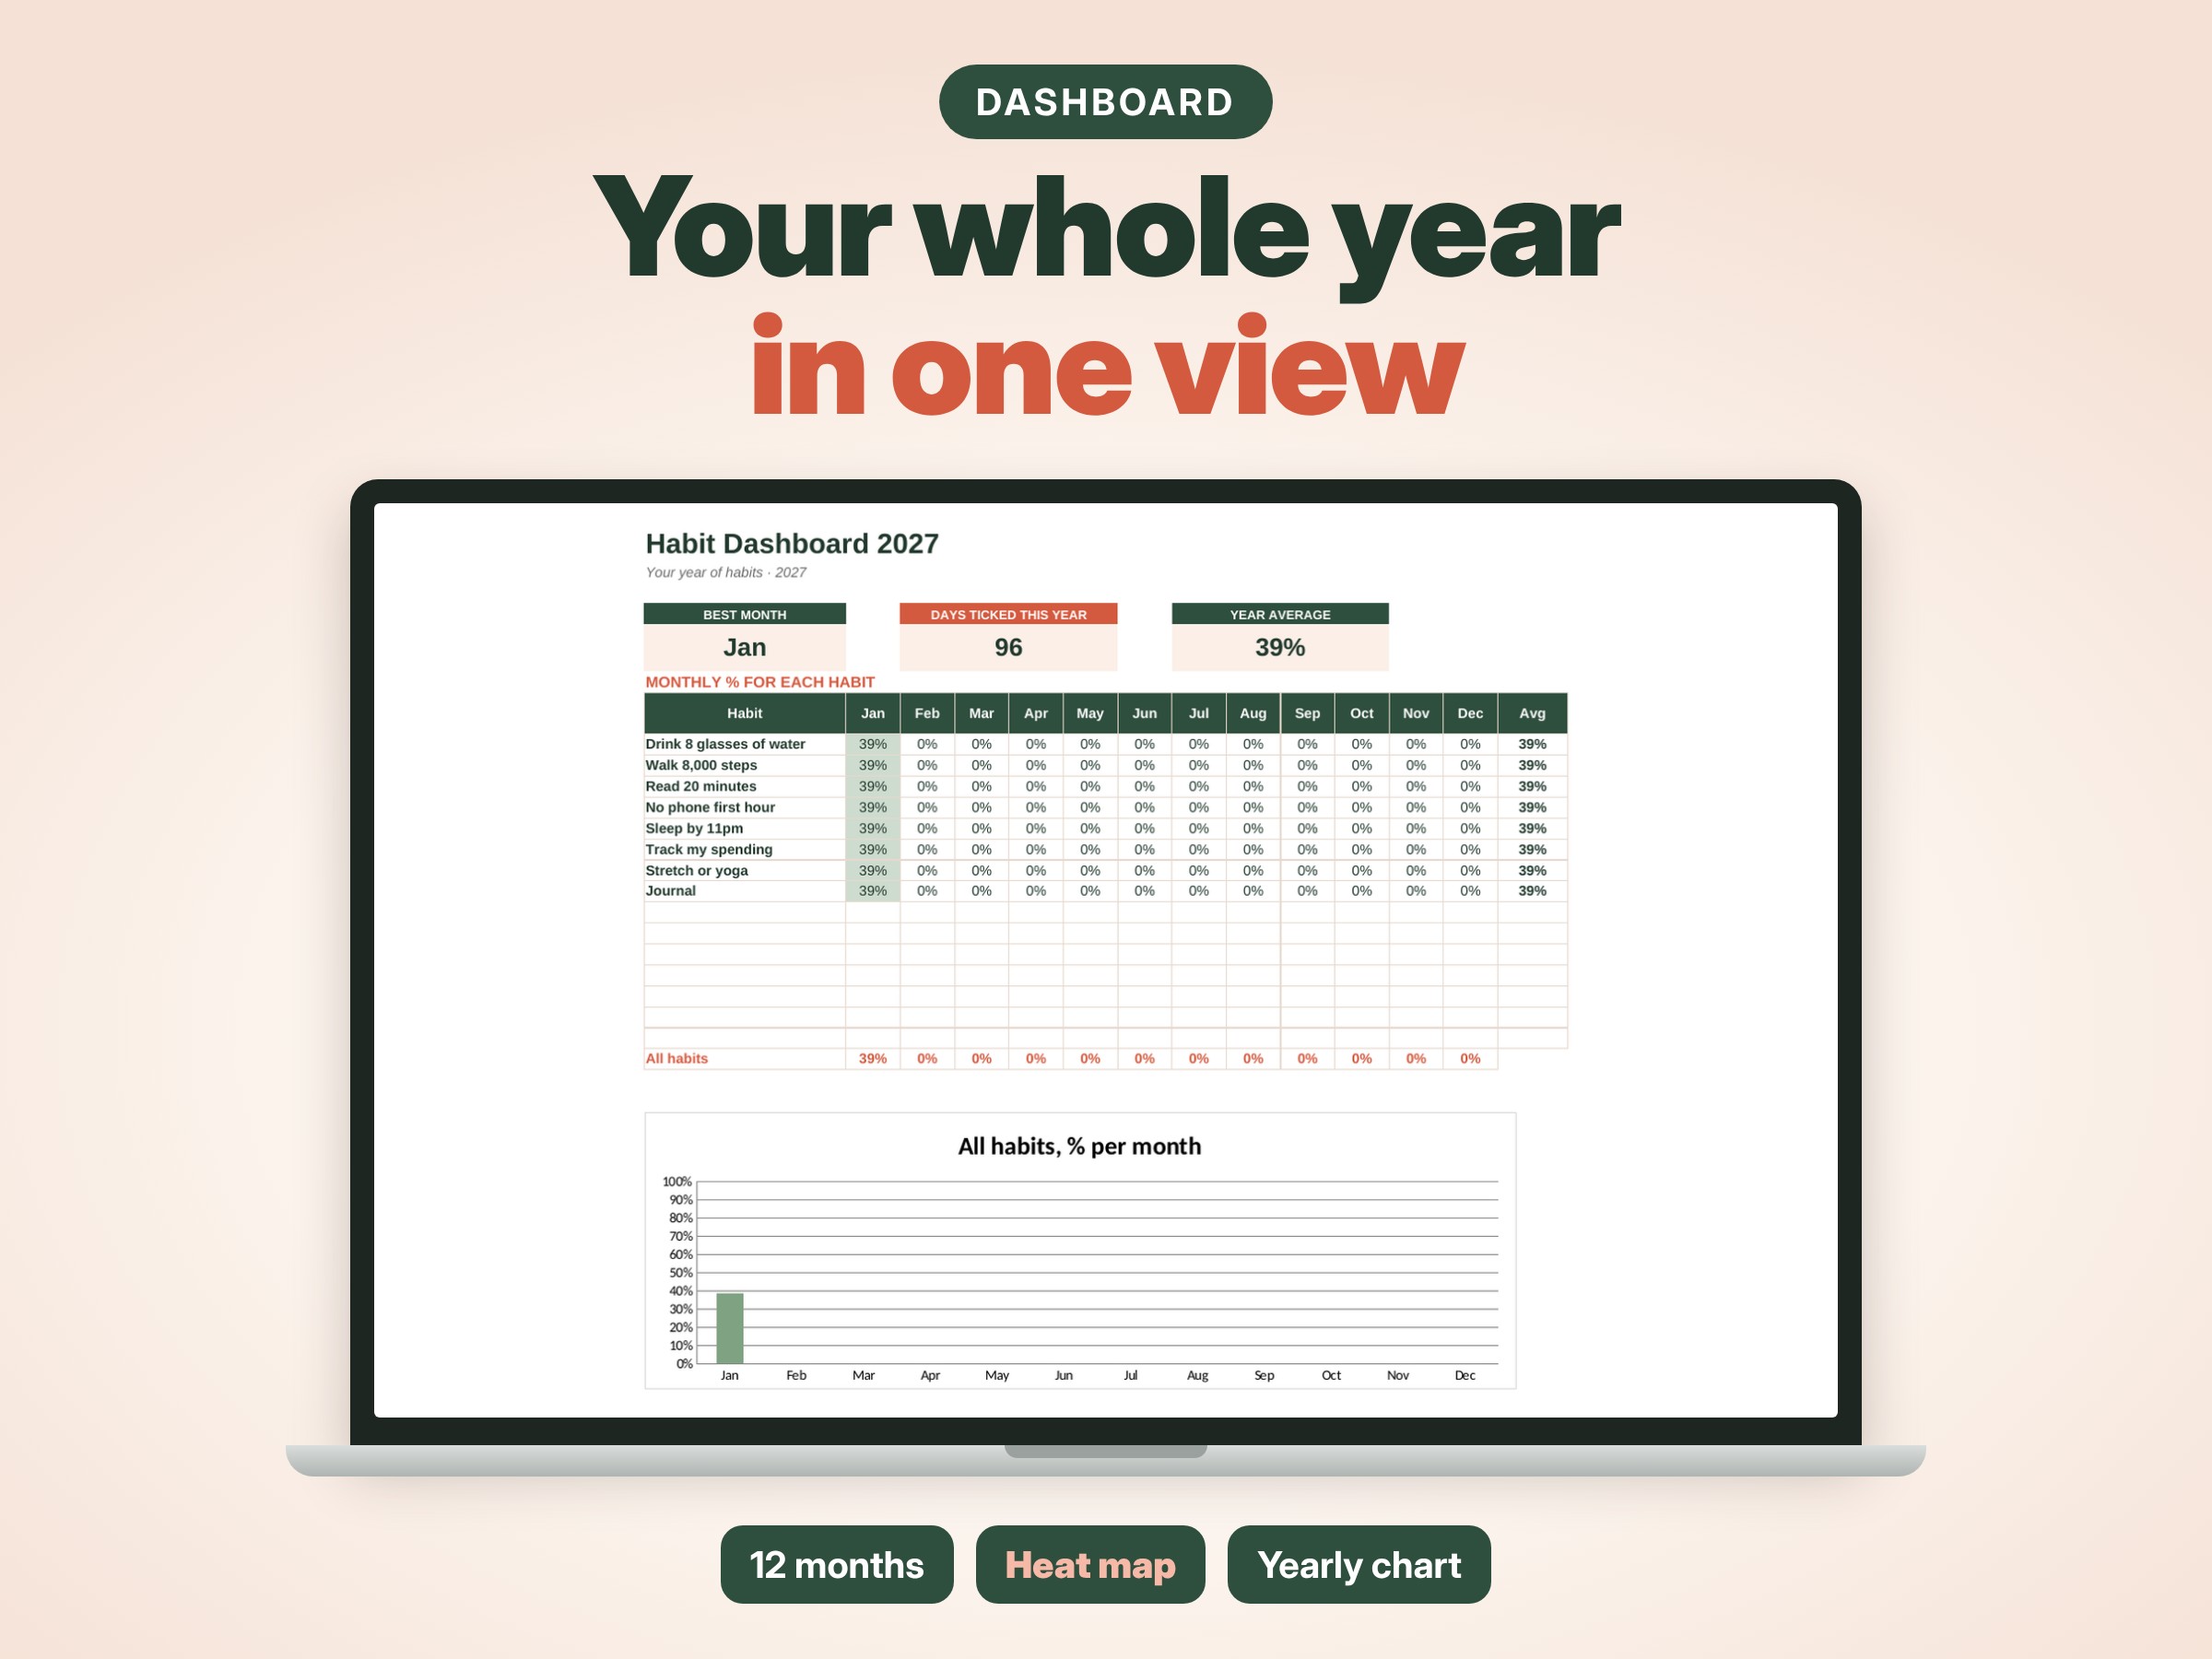 DASHBOARD
Your whole year
in one view
Habit Dashboard 2027
Your year of habits · 2027
BEST MONTH DAYS TICKED THIS YEAR YEAR AVERAGE
Jan 96 39%
MONTHLY % FOR EACH HABIT
Habit Jan Feb Mar Apr May Jun Jul Aug Sep Oct Nov Dec Avg
Drink 8 glasses of water 39% 0% 0% 0% 0% 0% 0% 0% 0% 0% 0% 0% 39%
Walk 8,000 steps 39% 0% 0% 0% 0% 0% 0% 0% 0% 0% 0% 0% 39%
Read 20 minutes 39% 0% 0% 0% 0% 0% 0% 0% 0% 0% 0% 0% 39%
No phone first hour 39% 0% 0% 0% 0% 0% 0% 0% 0% 0% 0% 0% 39%
Sleep by 11pm 39% 0% 0% 0% 0% 0% 0% 0% 0% 0% 0% 0% 39%
Track my spending 39% 0% 0% 0% 0% 0% 0% 0% 0% 0% 0% 0% 39%
Stretch or yoga 39% 0% 0% 0% 0% 0% 0% 0% 0% 0% 0% 0% 39%
Journal 39% 0% 0% 0% 0% 0% 0% 0% 0% 0% 0% 0% 39%
All habits 39% 0% 0% 0% 0% 0% 0% 0% 0% 0% 0% 0%
All habits, % per month
100%
90%
80%
70%
60%
50%
40%
30%
20%
10%
0%
Jan Feb Mar Apr May Jun Jul Aug Sep Oct Nov Dec
12 months Heat map Yearly chart